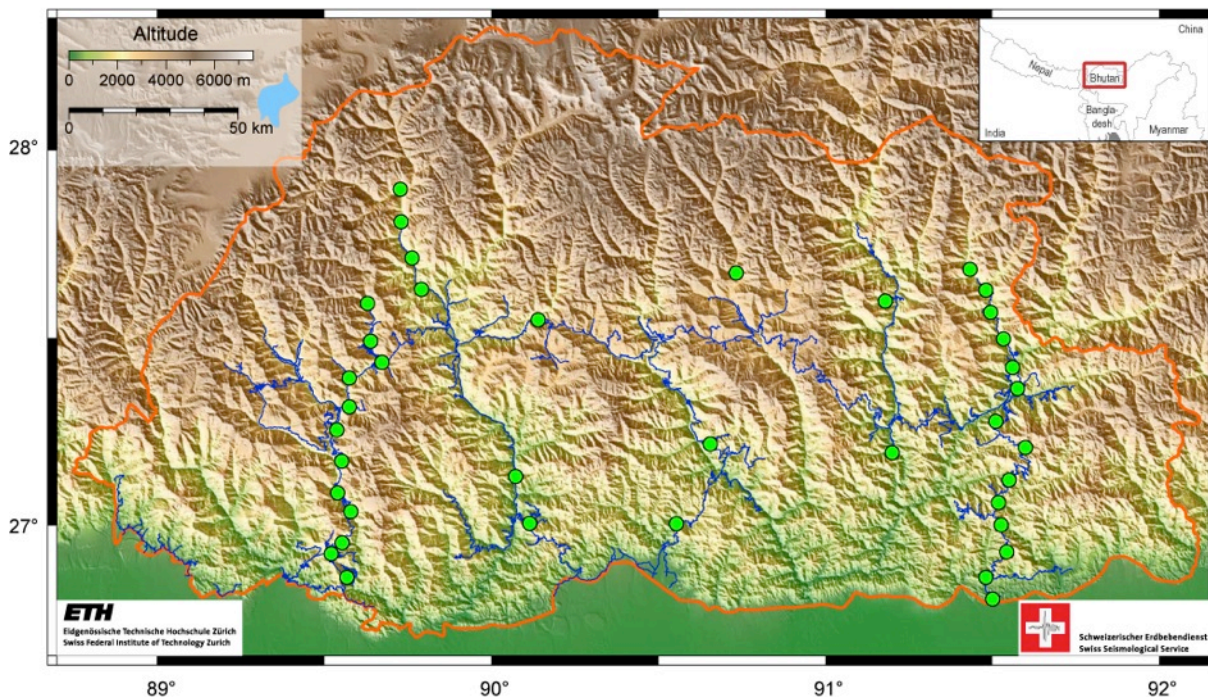 Altitude
0 2000 4000 6000 m
0 50 km
China
Nepal
Bhutan
Bangla-
desh
India
Myanmar
28°
27°
ETH
Eidgenössische Technische Hochschule Zürich
Swiss Federal Institute of Technology Zurich
Schweizerischer Erdbebendienst
Swiss Seismological Service
89° 90° 91° 92°